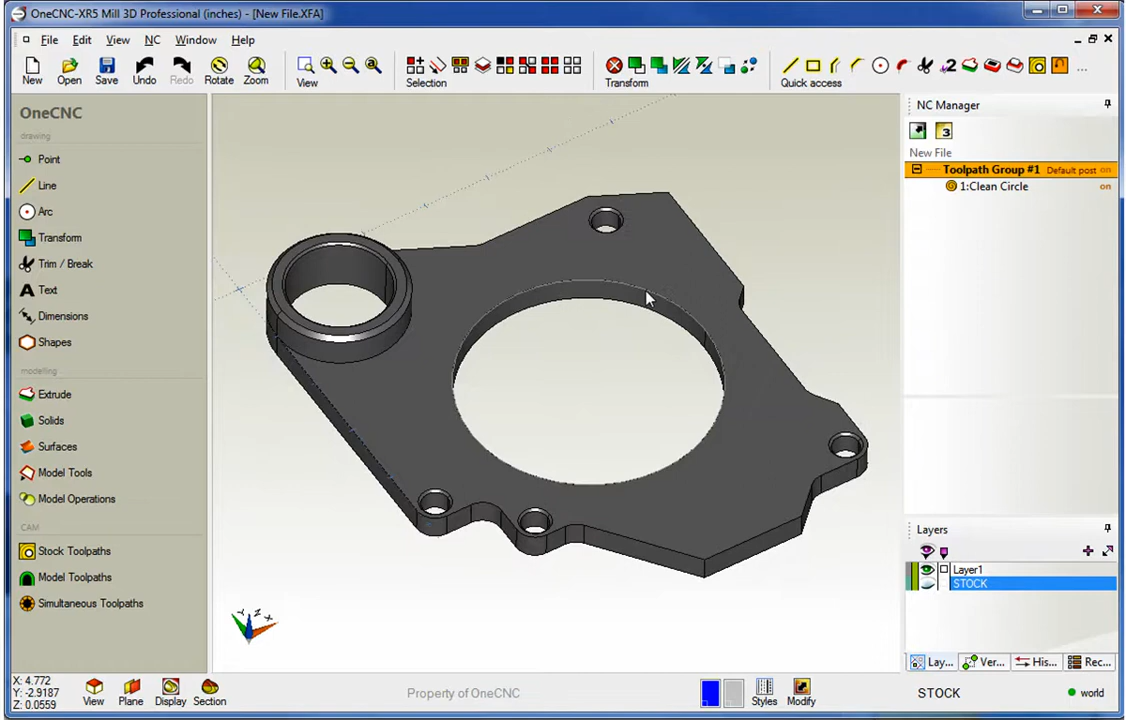 OneCNC-XR5 Mill 3D Professional (inches) - [New File.XFA]
File Edit View NC Window Help
New Open Save Undo Redo Rotate Zoom View Selection Transform Quick access ...
OneCNC
drawing
Point
Line
Arc
Transform
Trim / Break
Text
Dimensions
Shapes
modelling
Extrude
Solids
Surfaces
Model Tools
Model Operations
CAM
Stock Toolpaths
Model Toolpaths
Simultaneous Toolpaths
Y Z X
NC Manager
3
New File
Toolpath Group #1 Default post on
1:Clean Circle on
Layers
Layer1
STOCK
Lay... Ver... His... Rec...
X: 4.772
Y: -2.9187
Z: 0.0559
View Plane Display Section
Property of OneCNC
Styles Modify
STOCK
world